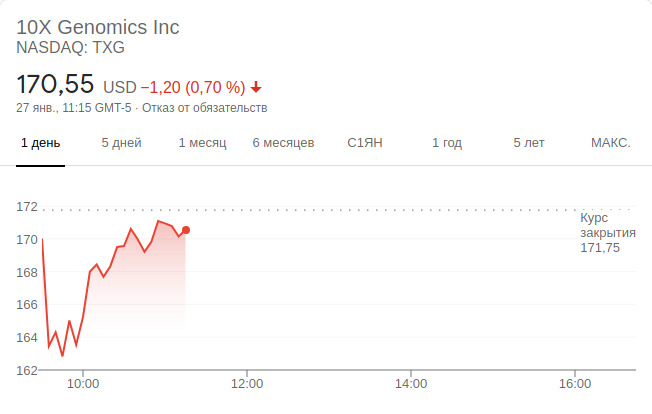 10X Genomics Inc
NASDAQ: TXG
170,55 USD −1,20 (0,70 %)
27 янв., 11:15 GMT-5 · Отказ от обязательств
1 день 5 дней 1 месяц 6 месяцев С1ЯН 1 год 5 лет МАКС.
172
Курс
закрытия
171,75
170
168
166
164
162
10:00 12:00 14:00 16:00